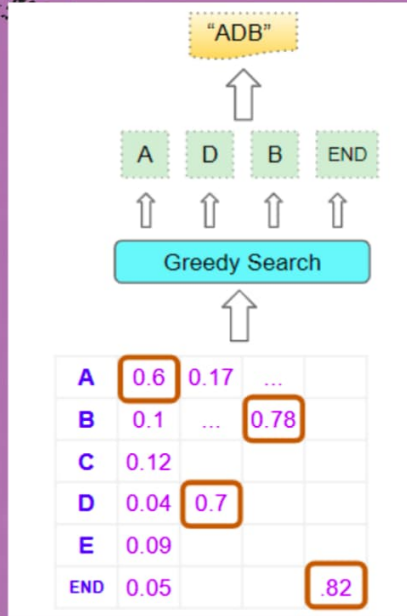 “ADB”
A D B END
Greedy Search
A 0.6 0.17 ...
B 0.1 ... 0.78
C 0.12
D 0.04 0.7
E 0.09
END 0.05 .82